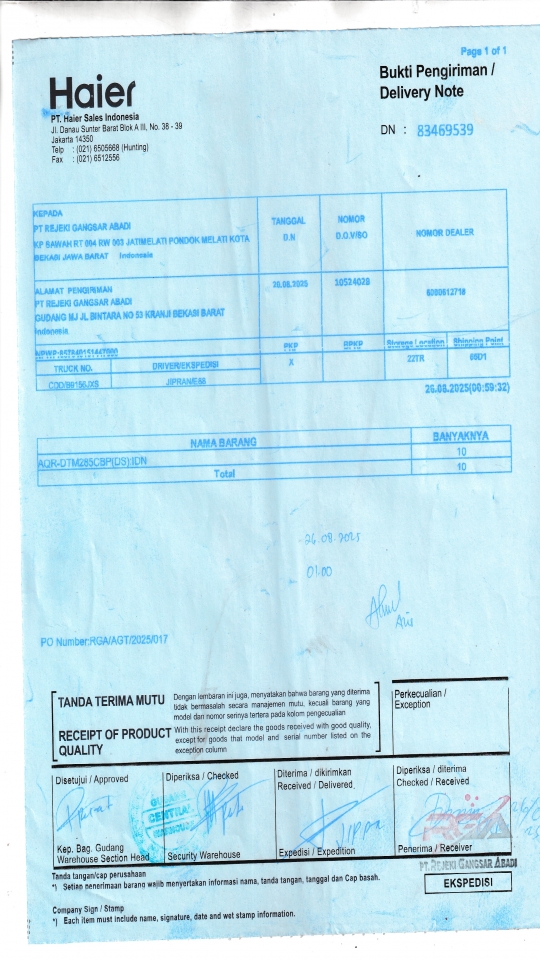 Page 1 of 1
Haier
Bukti Pengiriman /
Delivery Note
PT. Haier Sales Indonesia
Jl. Danau Sunter Barat Blok A III, No. 38 - 39
Jakarta 14350
Telp : (021) 6505668 (Hunting)
Fax : (021) 6512556
DN : 83469539
KEPADA
PT REJEKI GANGSAR ABADI
KP SAWAH RT 004 RW 003 JATIMELATI PONDOK MELATI KOTA
BEKASI JAWA BARAT Indonesia
TANGGAL
D.N
NOMOR
D.O.V/SO
NOMOR DEALER
ALAMAT PENGIRIMAN
PT REJEKI GANGSAR ABADI
GUDANG MJ JL BINTARA NO 53 KRANJI BEKASI BARAT
Indonesia
26.08.2025
30524028
6000612718
PKP
Storage Location
Shipping Point
TRUCK NO.
DRIVER/EKSPEDISI
A
22TR
JIPRAN/E88
26.08.2025(00:59:32)
NAMA BARANG
BANYAKNYA
AQR-DTM285CBP(DS):IDN
10
Total
10
26.08.2025
01.00
PO Number:RGA/AGT/2025/017
TANDA TERIMA MUTU
Dengan lembaran ini juga, menyatakan bahwa barang yang diterima
tidak bermasalah secara manajemen mutu, kecuali barang yang
model dan nomor serinya tertera pada kolom pengecualian
RECEIPT OF PRODUCT
QUALITY
With this receipt declare the goods received with good quality,
except for goods that model and serial number listed on the
exception column
Perkecualian /
Exception
Disetujui / Approved
Diperiksa / Checked
Diterima / dikirimkan
Received / Delivered
Diperiksa / diterima
Checked / Received
CENTRAL
RGA
Kep. Bag. Gudang
Warehouse Section Head
Security Warehouse
Expedisi / Expedition
Penerima / Receiver
PT. REJEKI GANGSAR ABADI
Tanda tangan/cap perusahaan
*) Setian penerimaan barang wajib menyertakan informasi nama, tanda tangan, tanggal dan Cap basah.
EKSPEDISI
Company Sign / Stamp
*) Each item must include name, signature, date and wet stamp information.